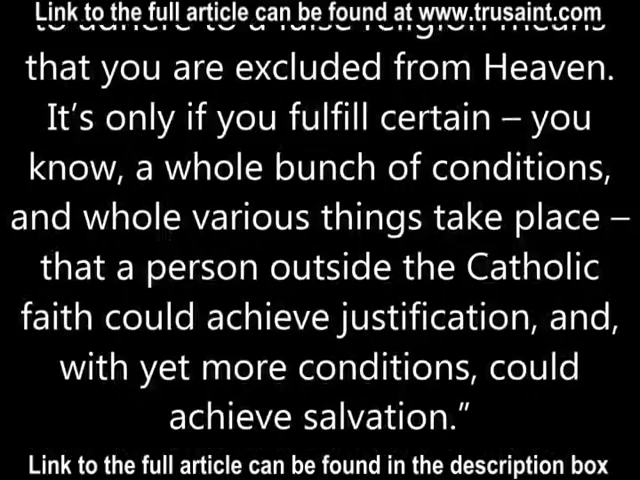 Link to the full article can be found at www.trusaint.com
to adhere to a false religion means
that you are excluded from Heaven.
It’s only if you fulfill certain – you
know, a whole bunch of conditions,
and whole various things take place –
that a person outside the Catholic
faith could achieve justification, and,
with yet more conditions, could
achieve salvation.”
Link to the full article can be found in the description box